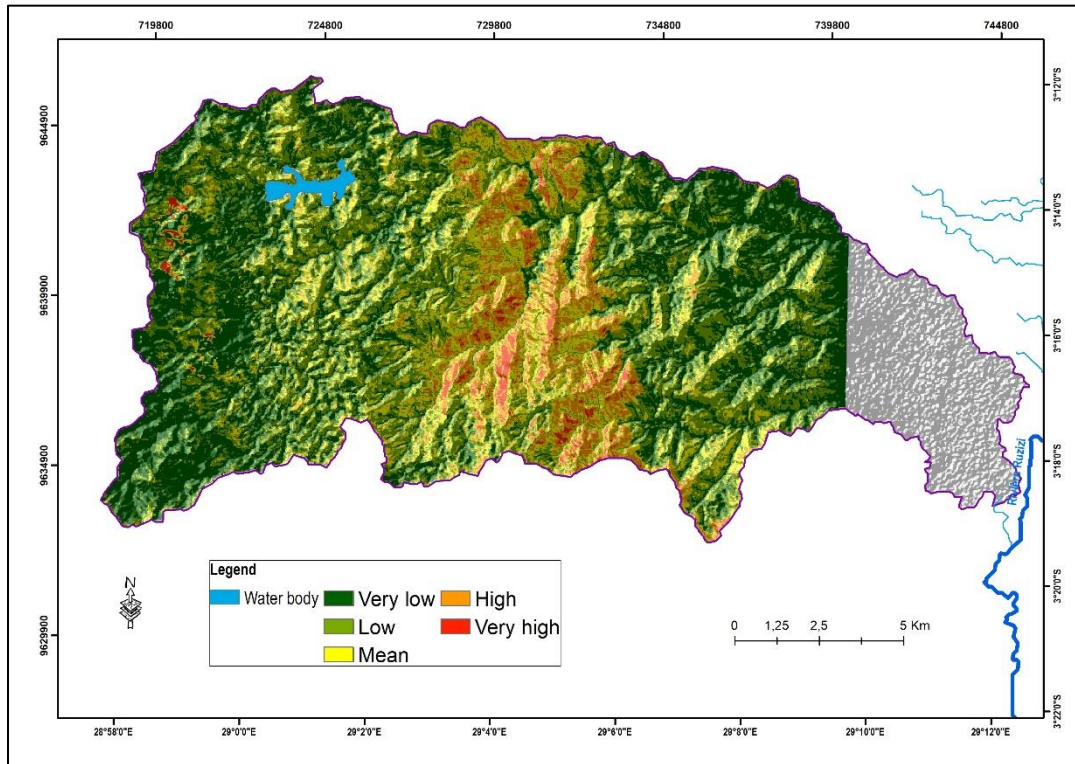 719800 724800 729800 734800 739800 744800
3°12'0"S
9644900
3°14'0"S
9639900
3°16'0"S
9634900
3°18'0"S
Ruzizi
N
Legend
Water body Very low High
Low Very high
Mean
0 1,25 2,5 5 Km
3°20'0"S
9629900
3°22'0"S
28°58'0"E 29°0'0"E 29°2'0"E 29°4'0"E 29°6'0"E 29°8'0"E 29°10'0"E 29°12'0"E